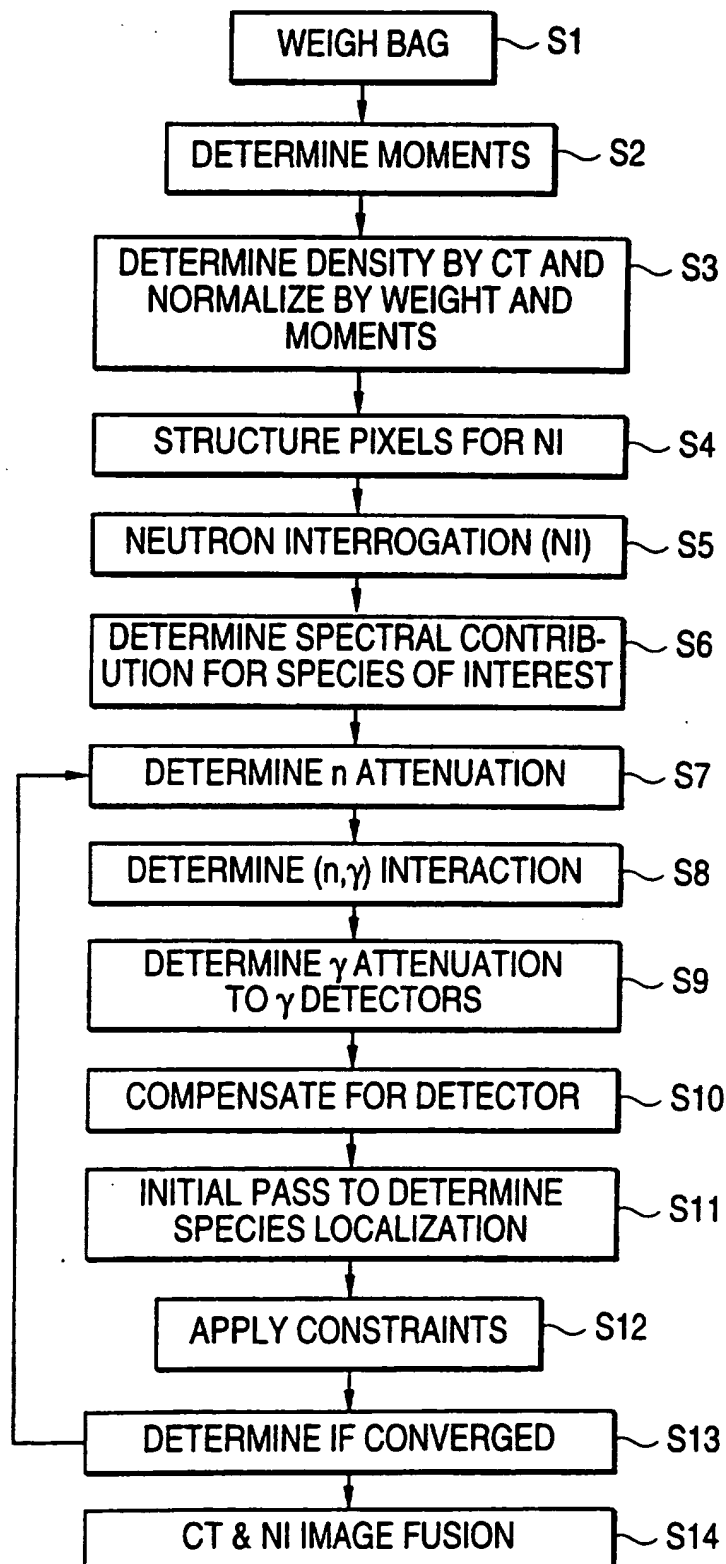 WEIGH BAG
S1
DETERMINE MOMENTS
S2
DETERMINE DENSITY BY CT AND
NORMALIZE BY WEIGHT AND
MOMENTS
S3
STRUCTURE PIXELS FOR NI
S4
NEUTRON INTERROGATION (NI)
S5
DETERMINE SPECTRAL CONTRIB-
UTION FOR SPECIES OF INTEREST
S6
DETERMINE n ATTENUATION
S7
DETERMINE (n,γ) INTERACTION
S8
DETERMINE γ ATTENUATION
TO γ DETECTORS
S9
COMPENSATE FOR DETECTOR
S10
INITIAL PASS TO DETERMINE
SPECIES LOCALIZATION
S11
APPLY CONSTRAINTS
S12
DETERMINE IF CONVERGED
S13
CT & NI IMAGE FUSION
S14